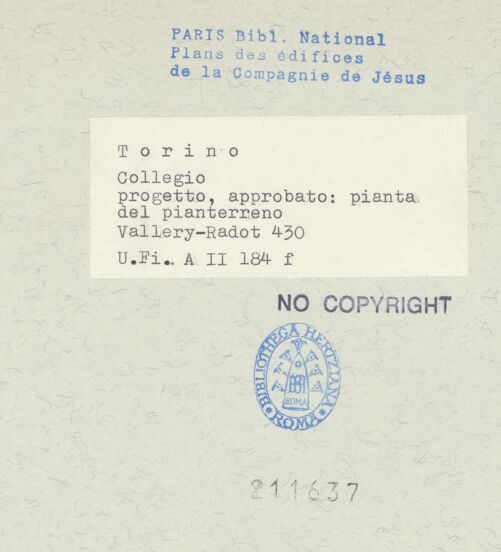 PARIS Bibl. National
Plans des édifices
de la Compagnie de Jésus
Torino
Collegio
progetto, approbato: pianta
del pianterreno
Vallery-Radot 430
U.Fi. A II 184 f
NO COPYRIGHT
BIBLIOTHECA HERTZIANA
ROMA
ROMA
211637